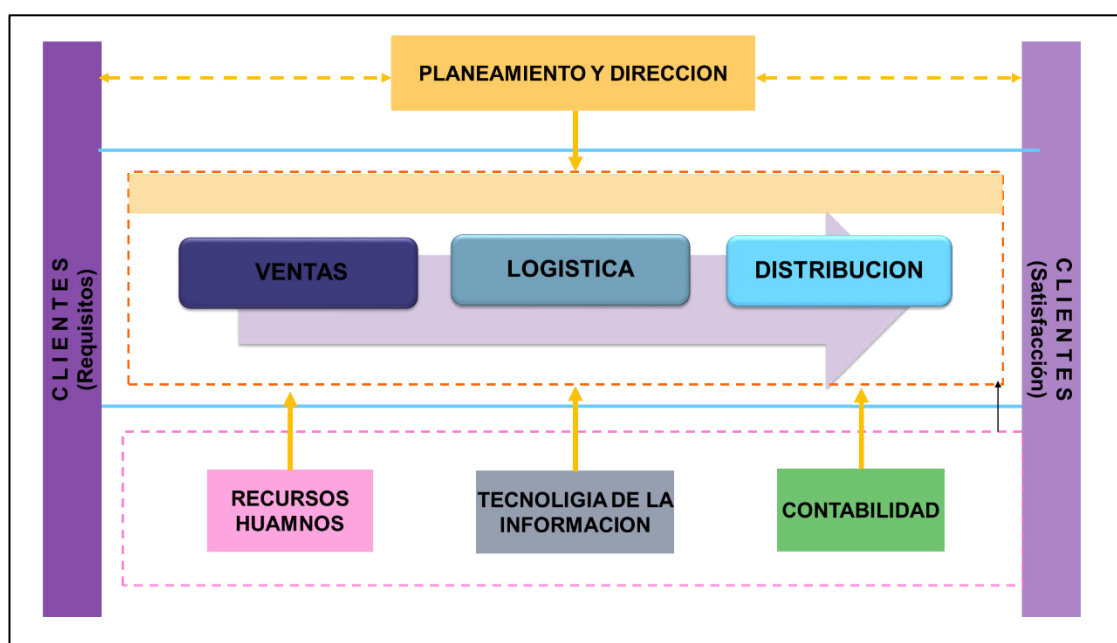 PLANEAMIENTO Y DIRECCION
C L I E N T E S
(Requisitos)
VENTAS
LOGISTICA
DISTRIBUCION
C L I E N T E S
(Satisfacción)
RECURSOS
HUAMNOS
TECNOLIGIA DE LA
INFORMACION
CONTABILIDAD